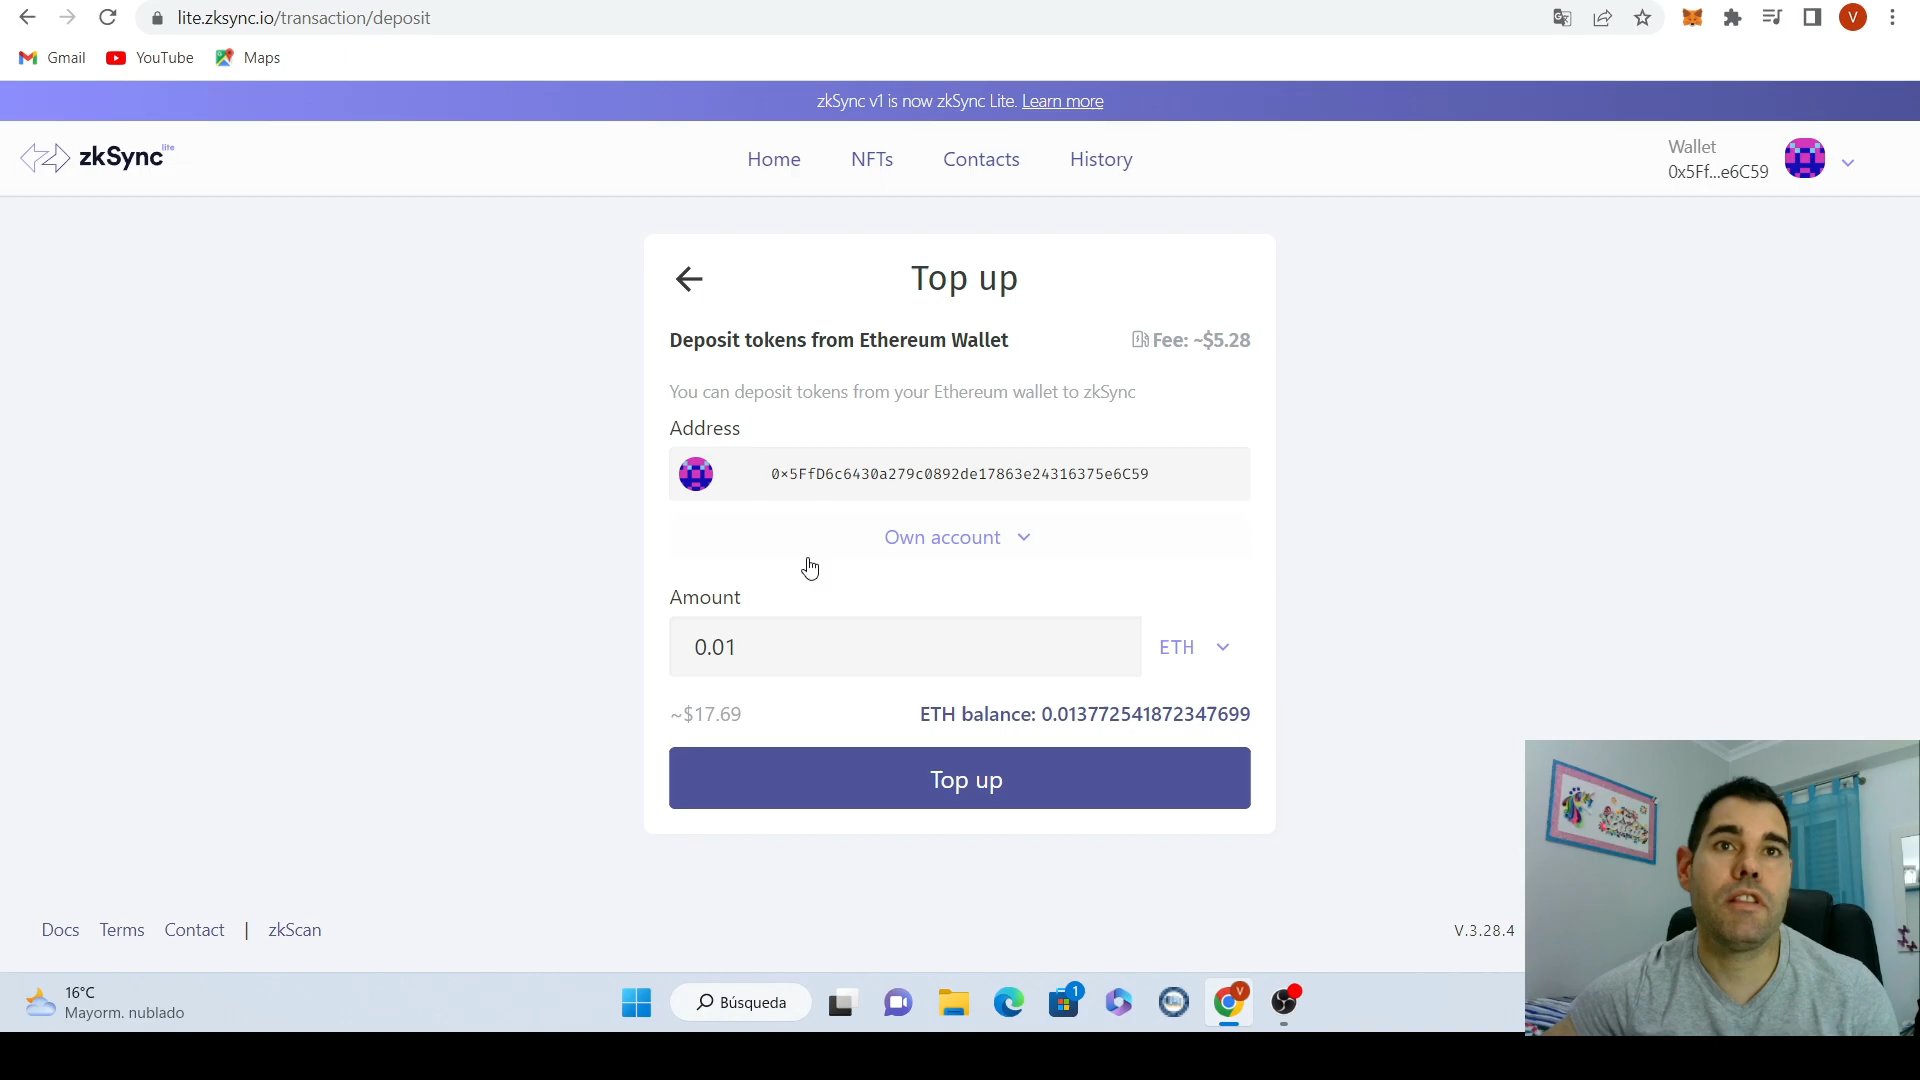 lite.zksync.io/transaction/deposit
V
Gmail YouTube Maps
zkSync v1 is now zkSync Lite. Learn more
zkSync lite
Home NFTs Contacts History
Wallet
0x5Ff...e6C59
Top up
Deposit tokens from Ethereum Wallet
Fee: ~$5.28
You can deposit tokens from your Ethereum wallet to zkSync
Address
0×5FfD6c6430a279c0892de17863e24316375e6C59
Own account
Amount
0.01
ETH
~$17.69
ETH balance: 0.013772541872347699
Top up
Docs Terms Contact | zkScan
V.3.28.4
16°C
Mayorm. nublado
Búsqueda
1
V